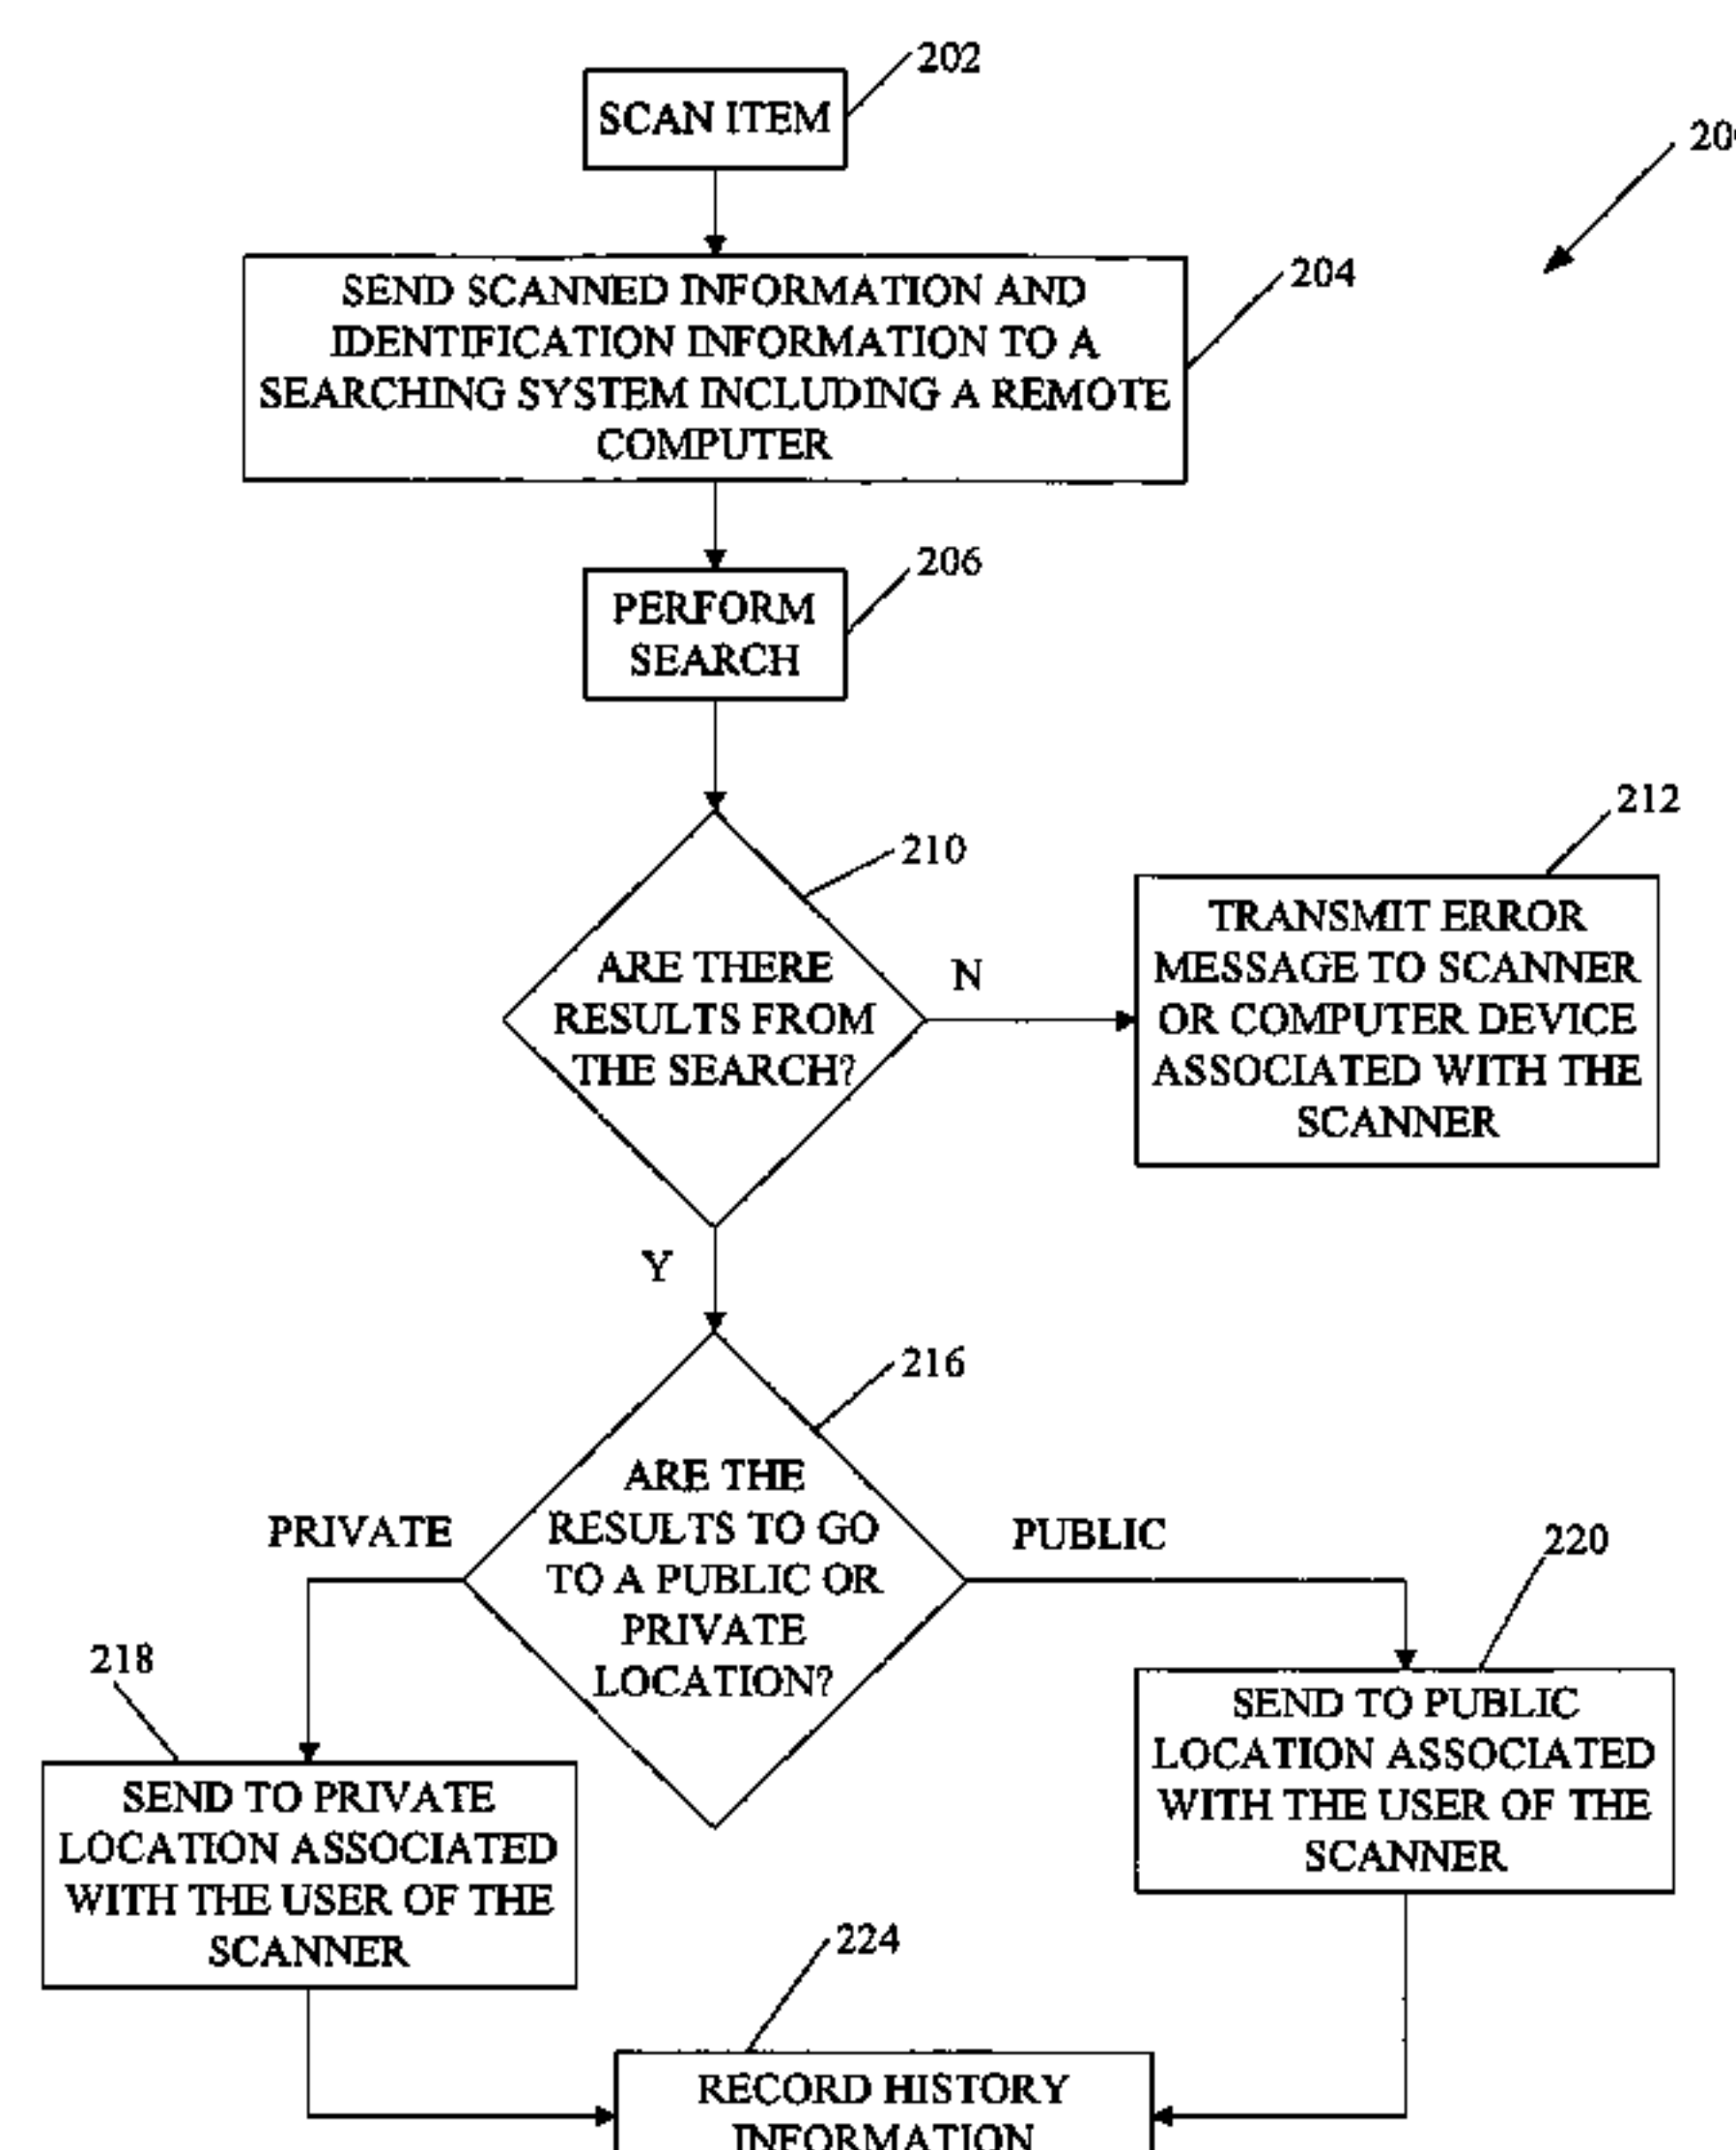 202
SCAN ITEM
204
SEND SCANNED INFORMATION AND
IDENTIFICATION INFORMATION TO A
SEARCHING SYSTEM INCLUDING A REMOTE
COMPUTER
206
PERFORM
SEARCH
210
212
ARE THERE
RESULTS FROM
THE SEARCH?
N
TRANSMIT ERROR
MESSAGE TO SCANNER
OR COMPUTER DEVICE
ASSOCIATED WITH THE
SCANNER
Y
216
ARE THE
RESULTS TO GO
TO A PUBLIC OR
PRIVATE
LOCATION?
PRIVATE
PUBLIC
218
220
SEND TO PRIVATE
LOCATION ASSOCIATED
WITH THE USER OF THE
SCANNER
SEND TO PUBLIC
LOCATION ASSOCIATED
WITH THE USER OF THE
SCANNER
224
RECORD HISTORY
INFORMATION